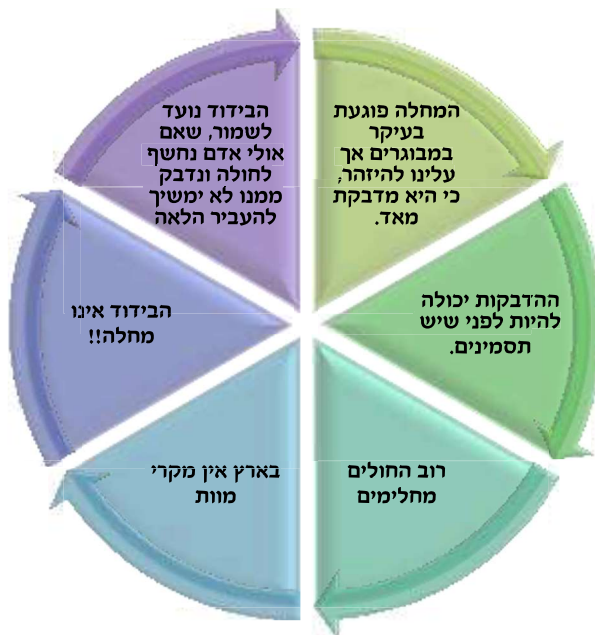 המחלה פוגעת
בעיקר
במבוגרים אך
עלינו להיזהר,
כי היא מדבקת
מאד.
ההדבקות יכולה
להיות לפני שיש
תסמינים.
רוב החולים
מחלימים
בארץ אין מקרי
מוות
הבידוד אינו
מחלה!!
הבידוד נועד
לשמור, שאם
אולי אדם נחשף
לחולה ונדבק
ממנו לא ימשיך
להעביר הלאה